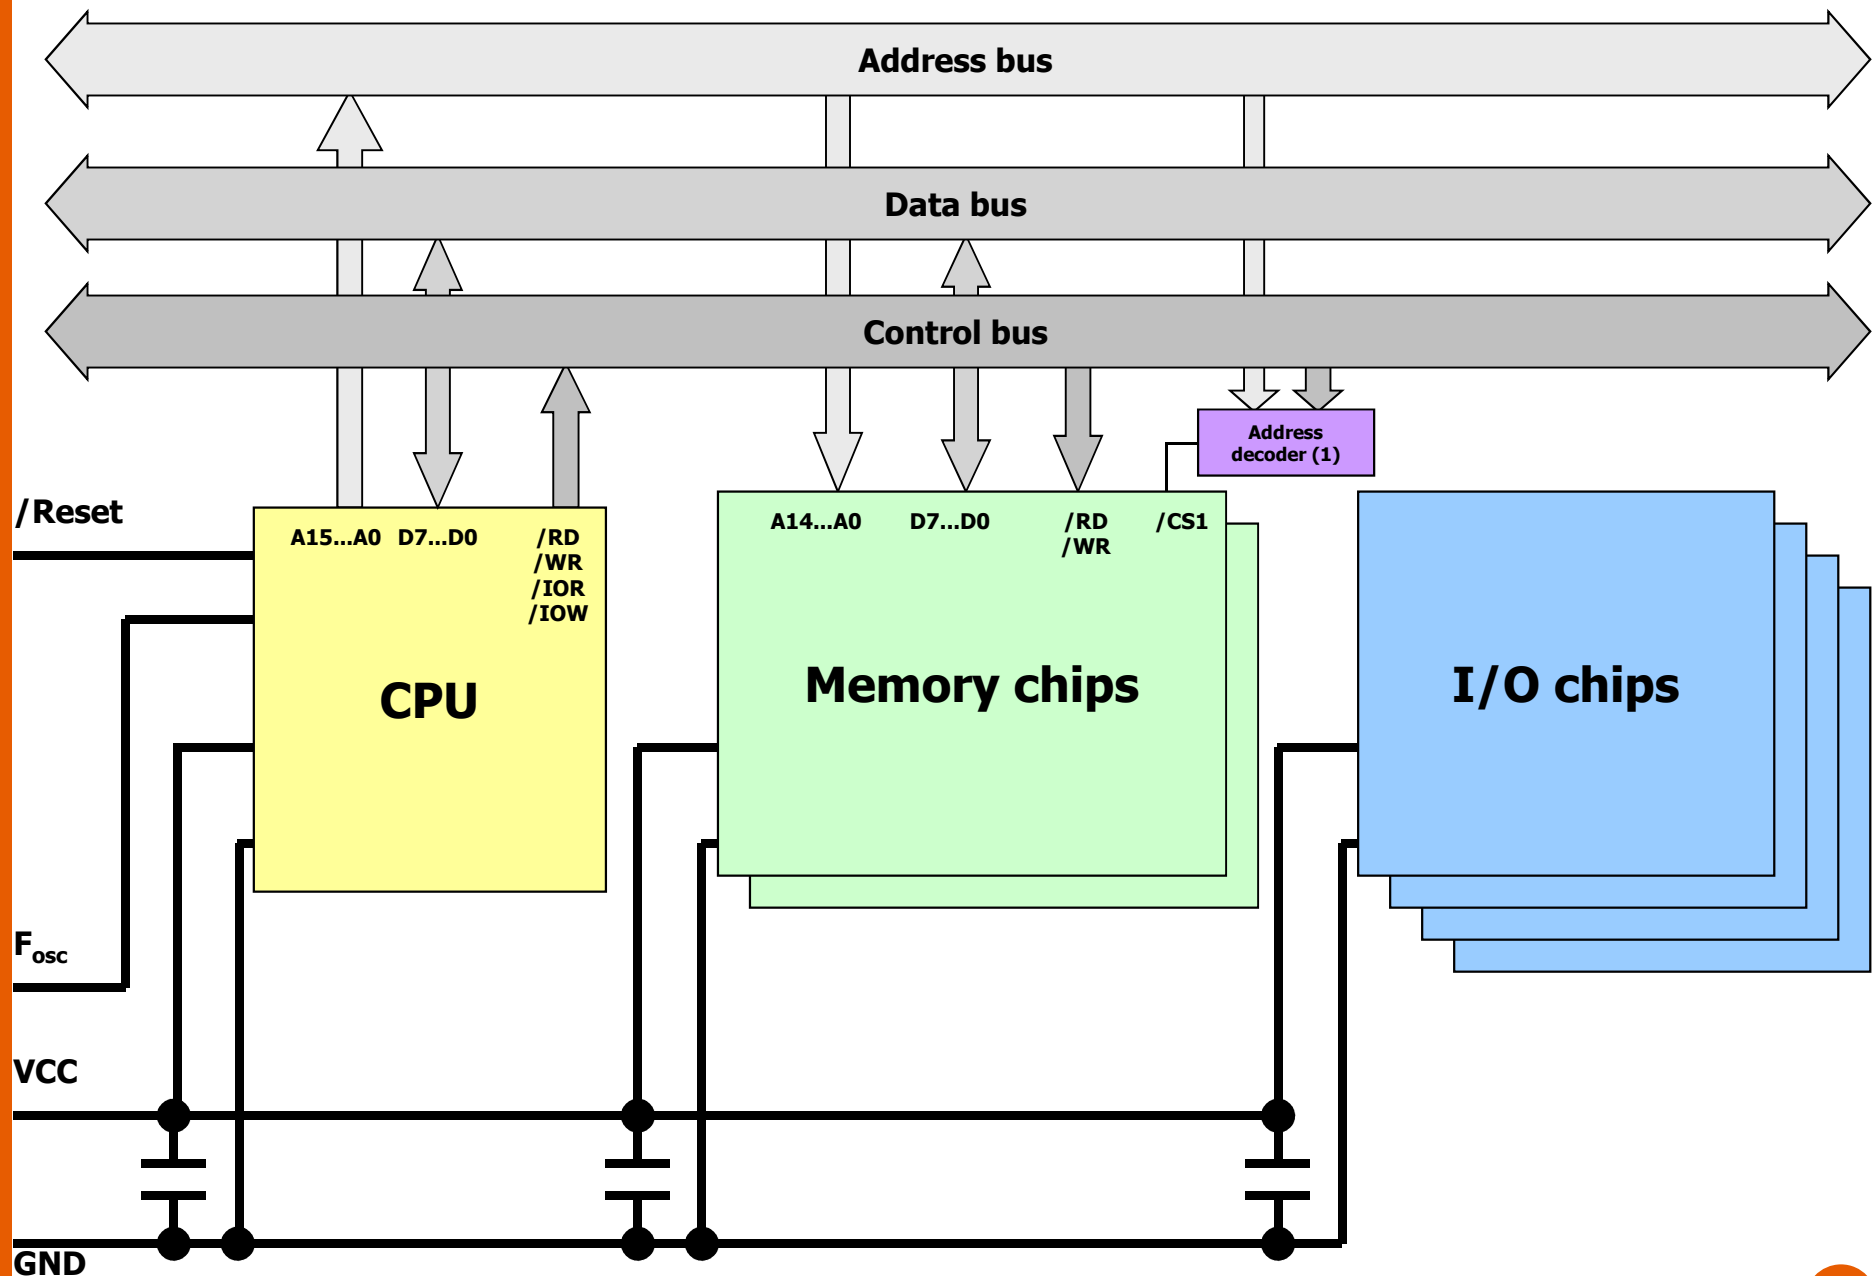 Address bus
Data bus
Control bus
Address
decoder (1)
/Reset
A15...A0 D7...D0 /RD
/WR
/IOR
/IOW
A14...A0 D7...D0 /RD /CS1
/WR
CPU
Memory chips
I/O chips
Fosc
VCC
GND